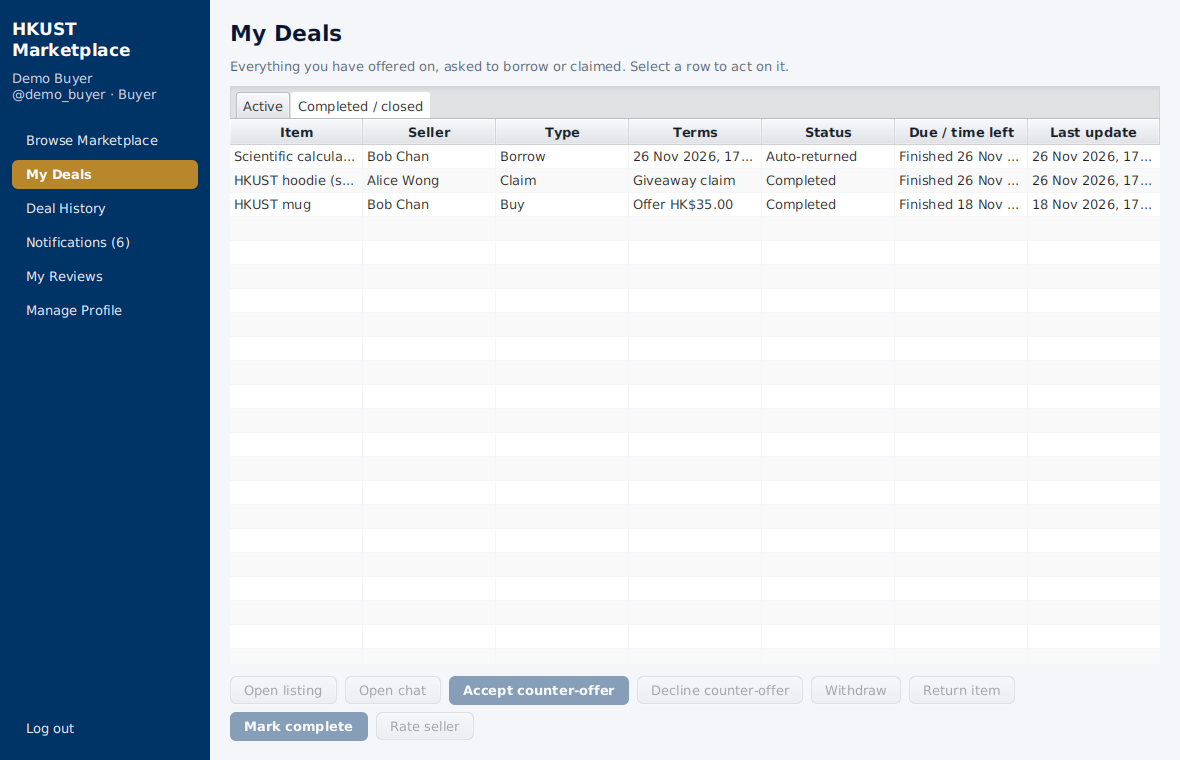 HKUST
Marketplace
Demo Buyer
@demo_buyer · Buyer
Browse Marketplace
My Deals
Deal History
Notifications (6)
My Reviews
Manage Profile
Log out
My Deals
Everything you have offered on, asked to borrow or claimed. Select a row to act on it.
Active Completed / closed
Item Seller Type Terms Status Due / time left Last update
Scientific calcula... Bob Chan Borrow 26 Nov 2026, 17... Auto-returned Finished 26 Nov ... 26 Nov 2026, 17...
HKUST hoodie (s... Alice Wong Claim Giveaway claim Completed Finished 26 Nov ... 26 Nov 2026, 17...
HKUST mug Bob Chan Buy Offer HK$35.00 Completed Finished 18 Nov ... 18 Nov 2026, 17...
Open listing Open chat Accept counter-offer Decline counter-offer Withdraw Return item
Mark complete Rate seller